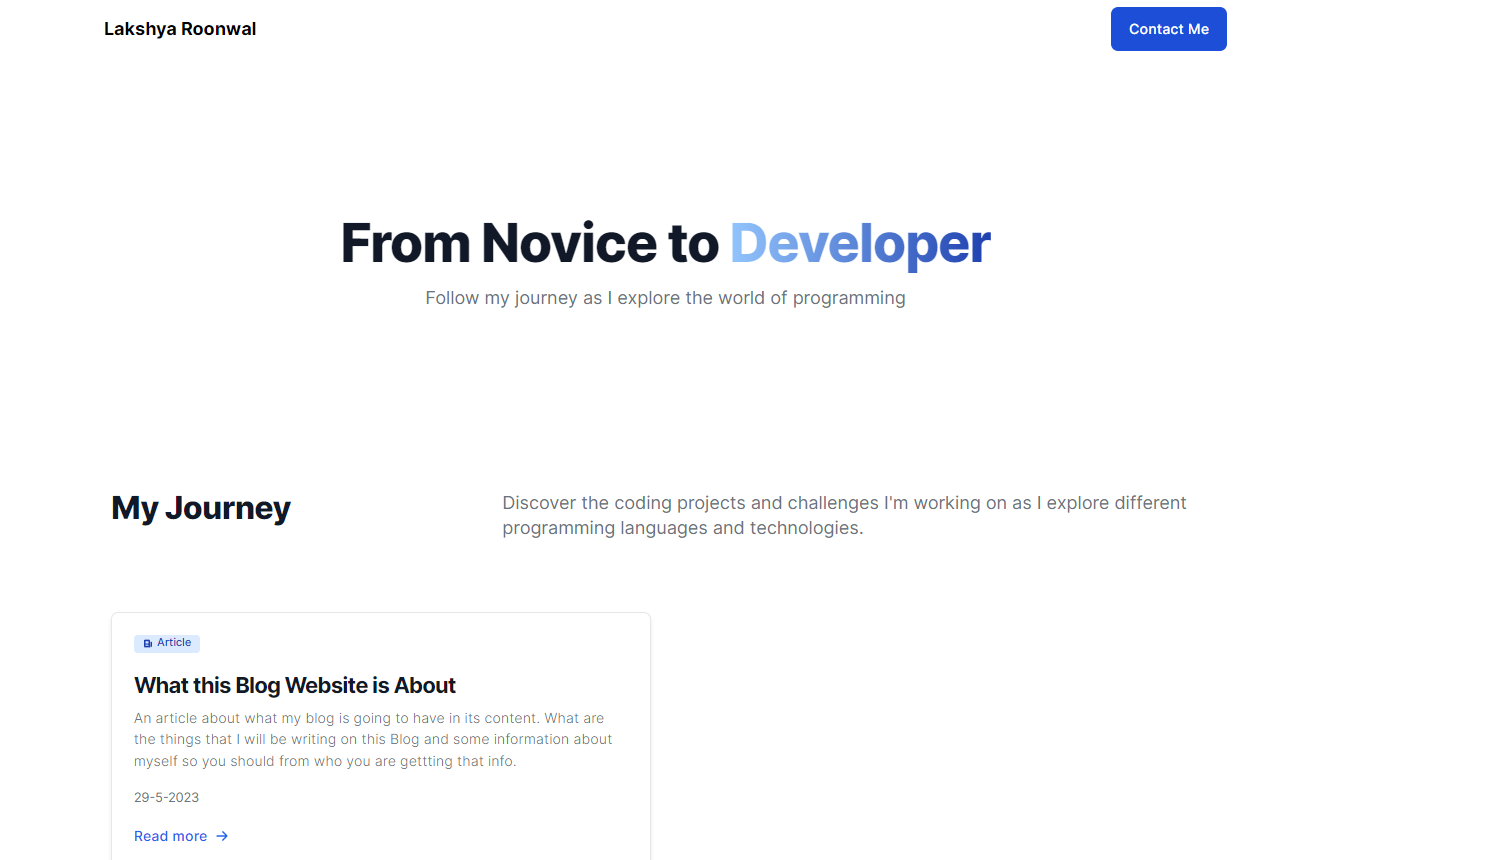 Lakshya Roonwal
Contact Me
From Novice to Developer
Follow my journey as I explore the world of programming
My Journey
Discover the coding projects and challenges I'm working on as I explore different
programming languages and technologies.
Article
What this Blog Website is About
An article about what my blog is going to have in its content. What are
the things that I will be writing on this Blog and some information about
myself so you should from who you are gettting that info.
29-5-2023
Read more →